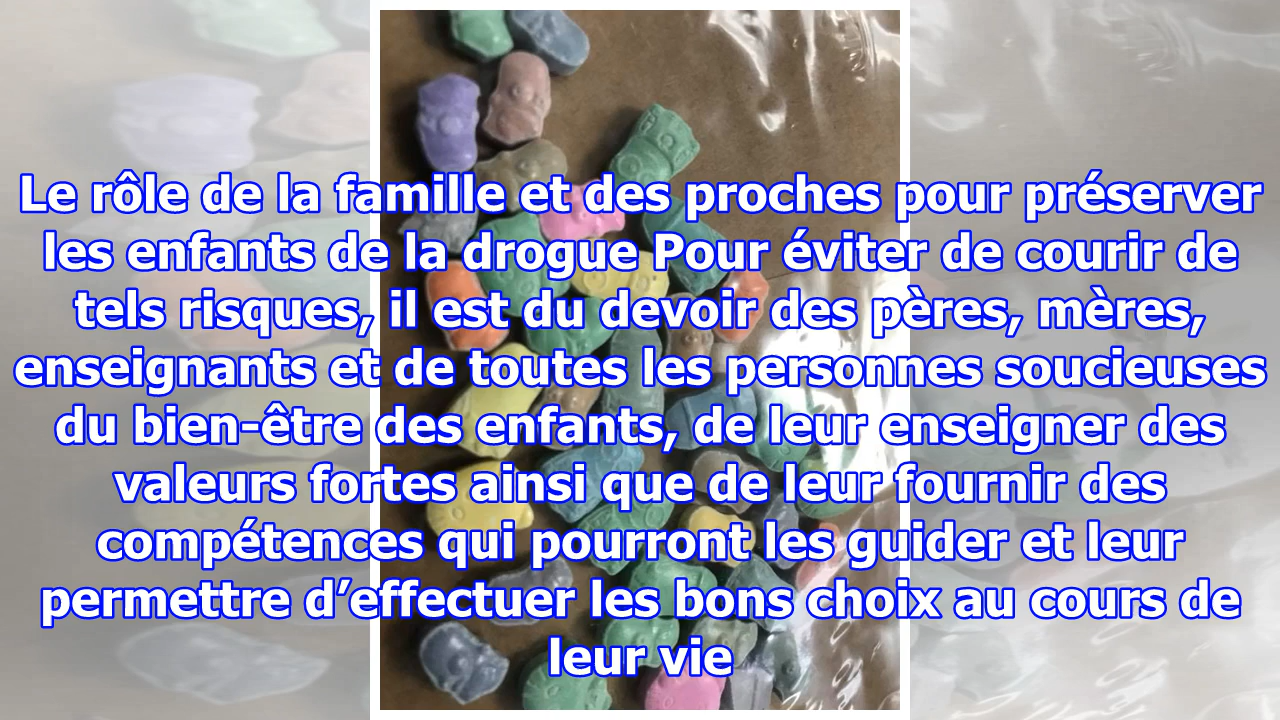 Le rôle de la famille et des proches pour préserver
les enfants de la drogue Pour éviter de courir de
tels risques, il est du devoir des pères, mères,
enseignants et de toutes les personnes soucieuses
du bien-être des enfants, de leur enseigner des
valeurs fortes ainsi que de leur fournir des
compétences qui pourront les guider et leur
permettre d’effectuer les bons choix au cours de
leur vie